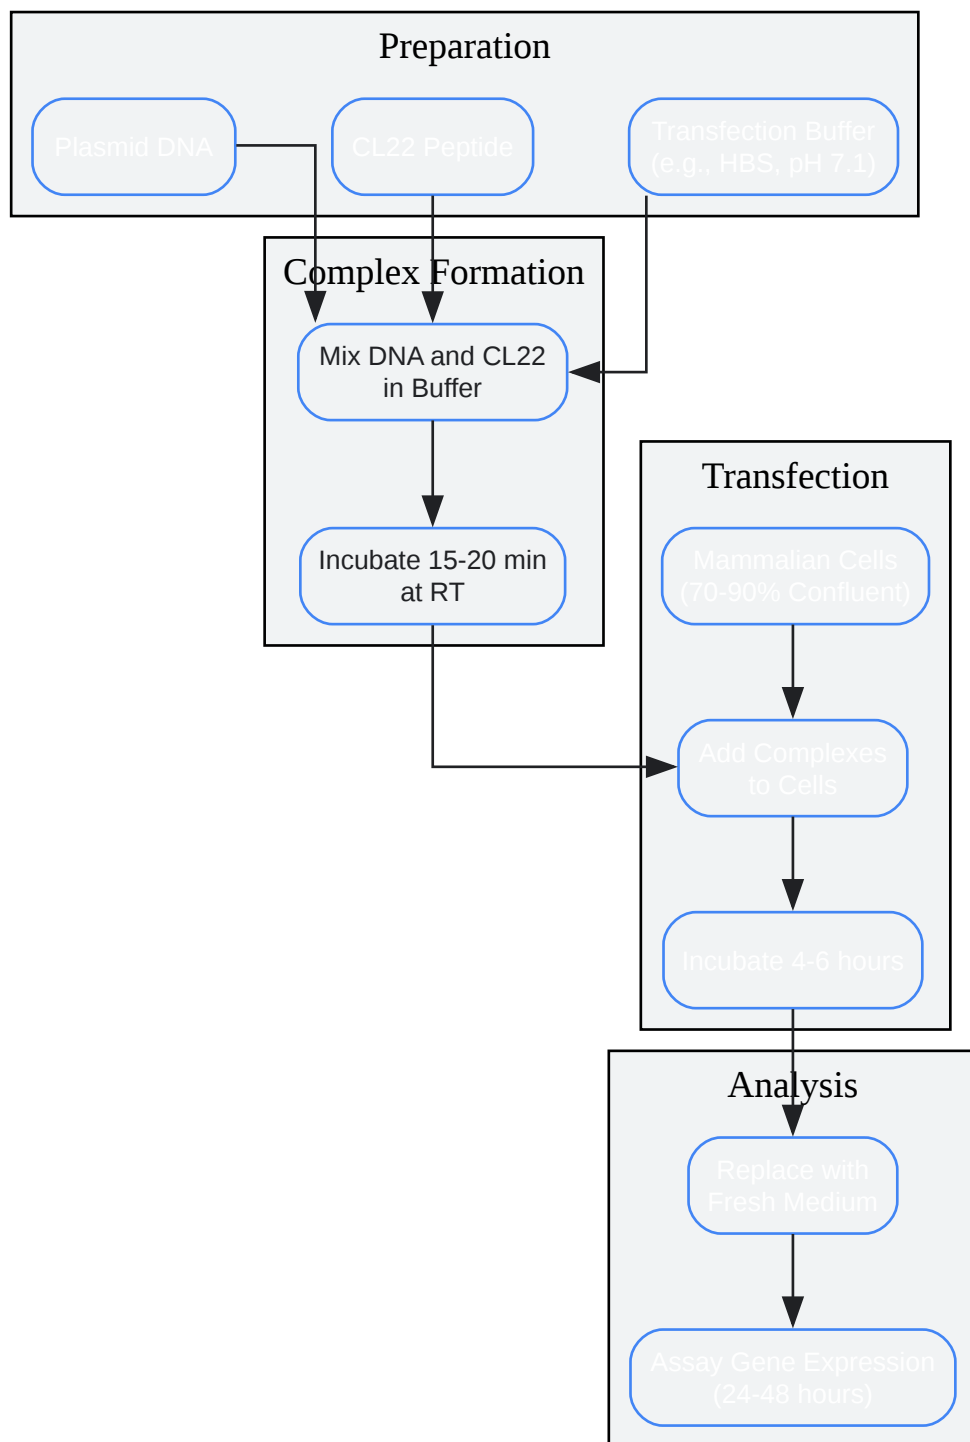 Preparation
Plasmid DNA
CL22 Peptide
Transfection Buffer
(e.g., HBS, pH 7.1)
Complex Formation
Mix DNA and CL22
in Buffer
Incubate 15-20 min
at RT
Transfection
Mammalian Cells
(70-90% Confluent)
Add Complexes
to Cells
Incubate 4-6 hours
Analysis
Replace with
Fresh Medium
Assay Gene Expression
(24-48 hours)